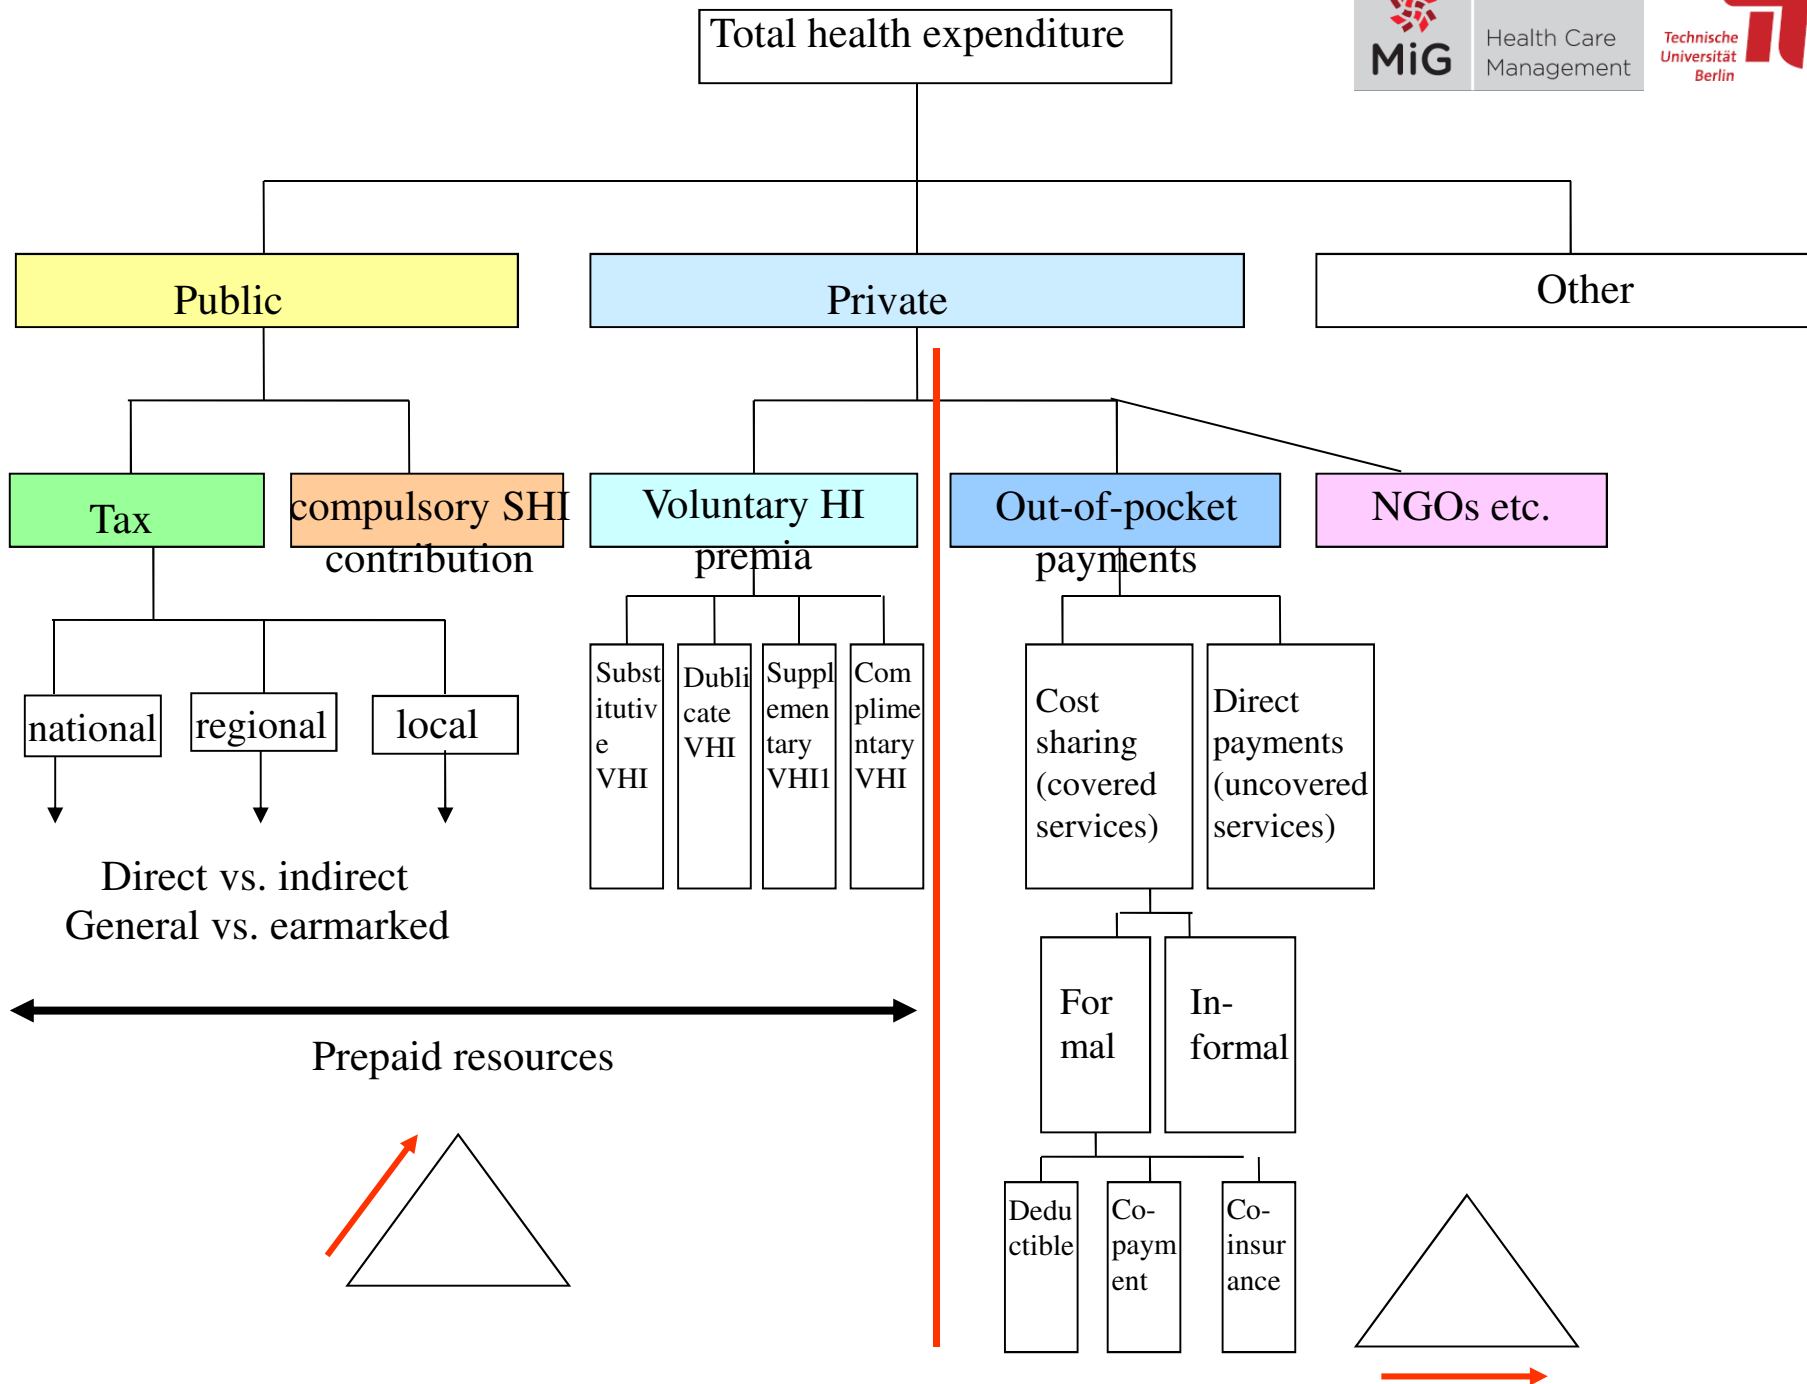 Total health expenditure
MiG
Health Care
Management
Technische
Universität
Berlin
Public
Private
Other
Tax
compulsory SHI
contribution
Voluntary HI
premia
Out-of-pocket
payments
NGOs etc.
national
regional
local
Subst
itutiv
e
VHI
Dubli
cate
VHI
Suppl
emen
tary
VHI1
Com
plime
ntary
VHI
Cost
sharing
(covered
services)
Direct
payments
(uncovered
services)
Direct vs. indirect
General vs. earmarked
For
mal
In-
formal
Prepaid resources
Dedu
ctible
Co-
paym
ent
Co-
insur
ance